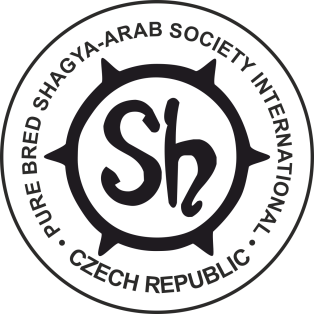 • PURE BRED SHAGYA-ARAB SOCIETY INTERNATIONAL •
Sh
CZECH REPUBLIC